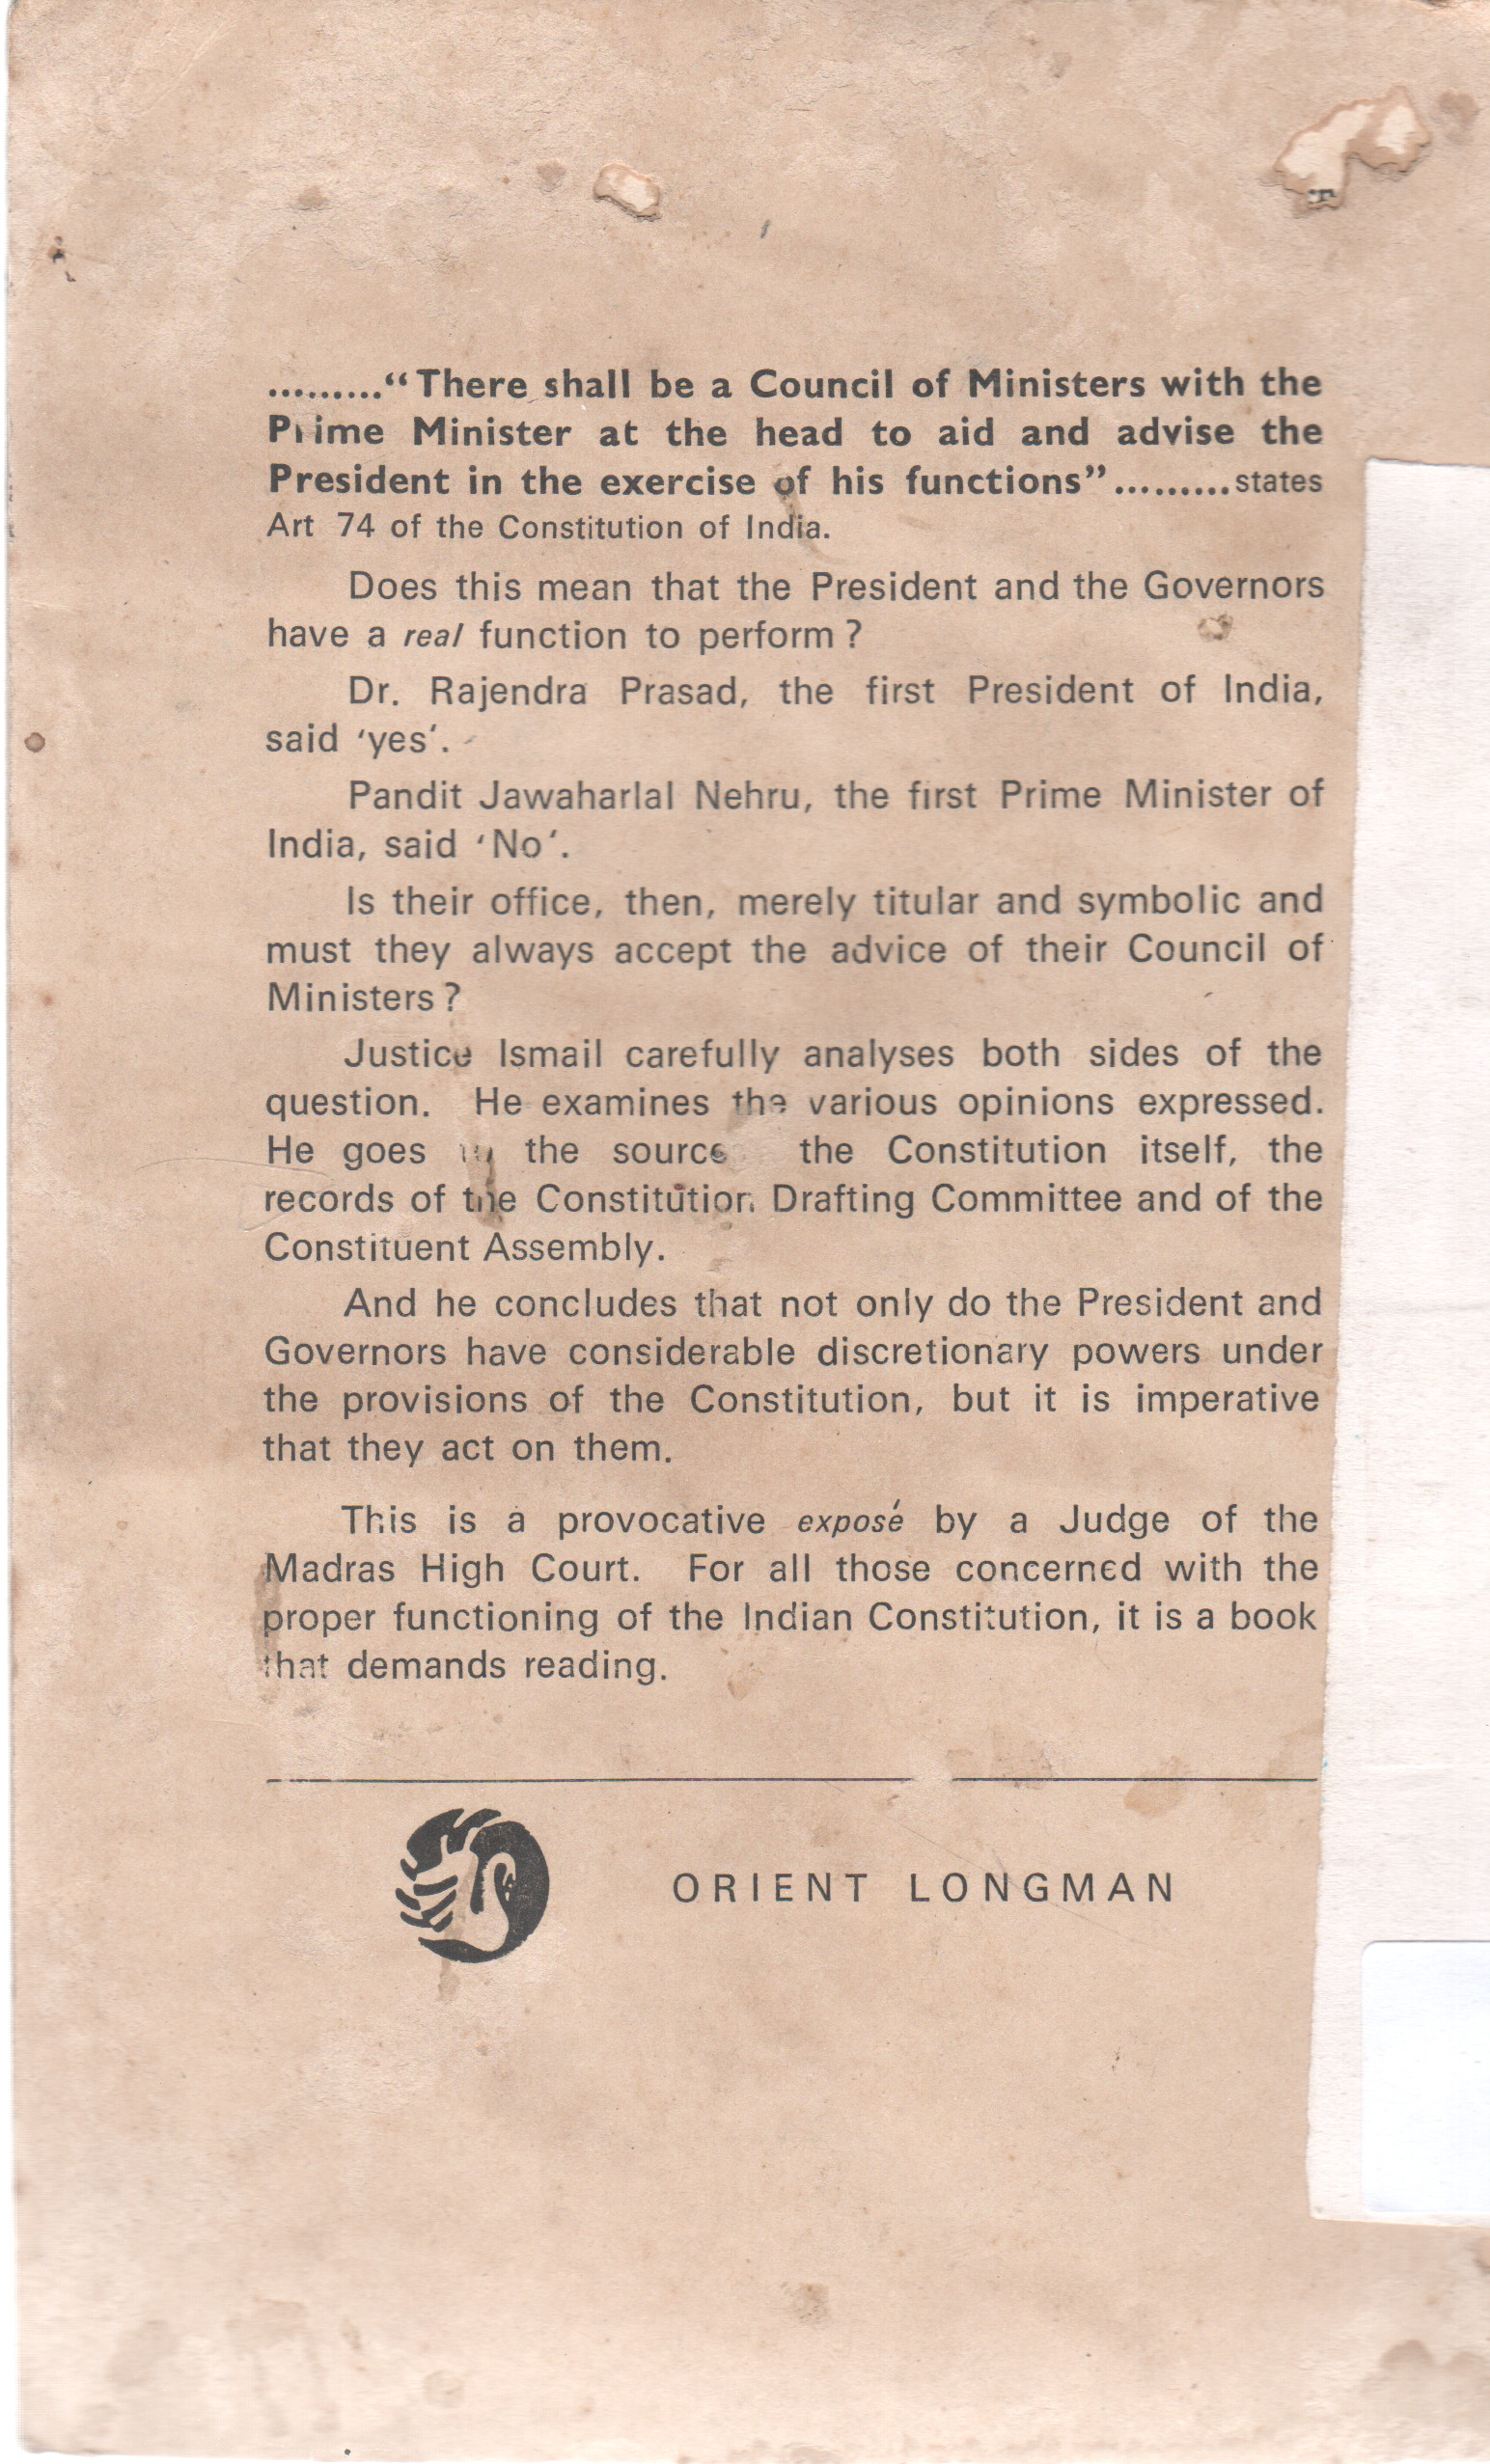 .........“There shall be a Council of Ministers with the
Prime Minister at the head to aid and advise the
President in the exercise of his functions”.........states
Art 74 of the Constitution of India.
Does this mean that the President and the Governors
have a real function to perform ?
Dr. Rajendra Prasad, the first President of India,
said ‘yes‘.
Pandit Jawaharlal Nehru, the first Prime Minister of
India, said ‘No‘.
Is their office, then, merely titular and symbolic and
must they always accept the advice of their Council of
Ministers ?
Justice Ismail carefully analyses both sides of the
question. He examines the various opinions expressed.
He goes the source the Constitution itself, the
records of the Constitution Drafting Committee and of the
Constituent Assembly.
And he concludes that not only do the President and
Governors have considerable discretionary powers under
the provisions of the Constitution, but it is imperative
that they act on them.
This is a provocative exposé by a Judge of the
Madras High Court. For all those concerned with the
proper functioning of the Indian Constitution, it is a book
that demands reading.
ORIENT LONGMAN